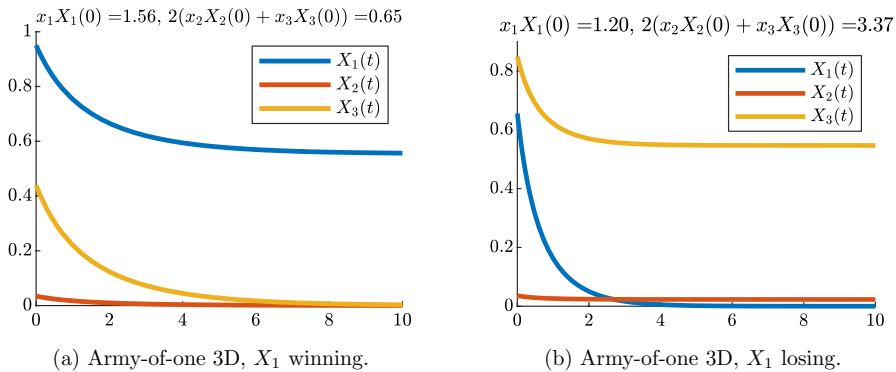 x₁X₁(0) =1.56, 2(x₂X₂(0) + x₃X₃(0)) =0.65
1
0.8
0.6
0.4
0.2
0
0 2 4 6 8 10
X₁(t)
X₂(t)
X₃(t)
(a) Army-of-one 3D, X₁ winning.
x₁X₁(0) =1.20, 2(x₂X₂(0) + x₃X₃(0)) =3.37
0.8
0.6
0.4
0.2
0 2 4 6 8 10
X₁(t)
X₂(t)
X₃(t)
(b) Army-of-one 3D, X₁ losing.